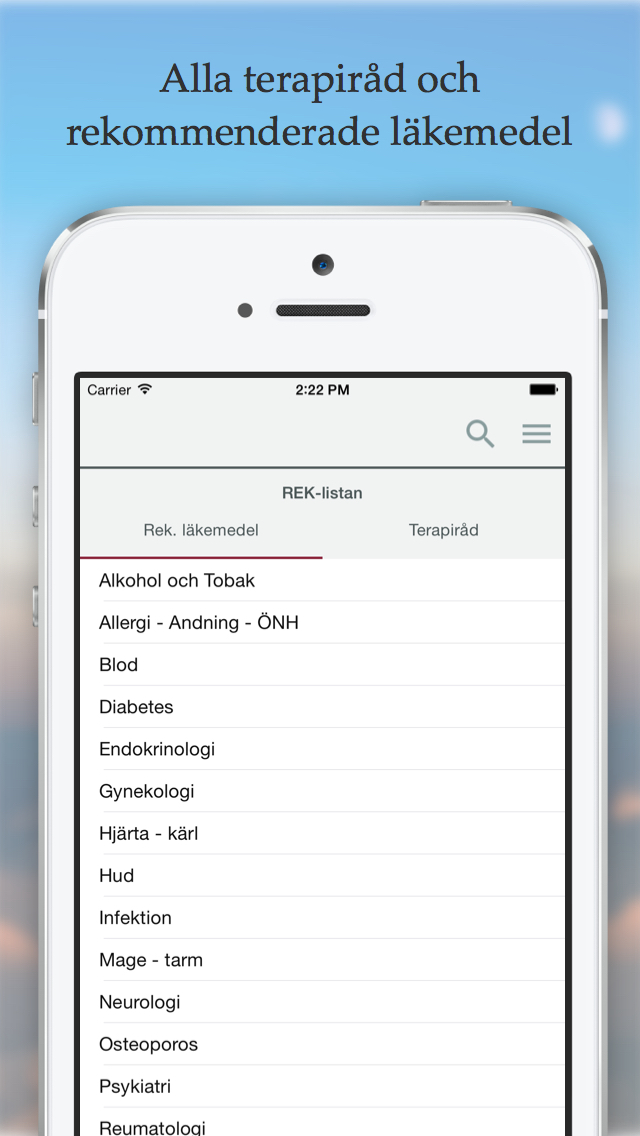 Alla terapiråd och
rekommenderade läkemedel
Carrier 2:22 PM
REK-listan
Rek. läkemedel Terapiråd
Alkohol och Tobak
Allergi - Andning - ÖNH
Blod
Diabetes
Endokrinologi
Gynekologi
Hjärta - kärl
Hud
Infektion
Mage - tarm
Neurologi
Osteoporos
Psykiatri
Reumatologi